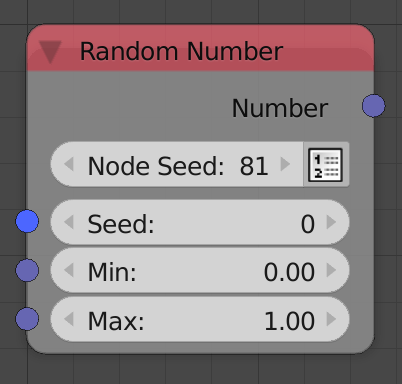 Random Number
Number
Node Seed: 81
Seed: 0
Min: 0.00
Max: 1.00